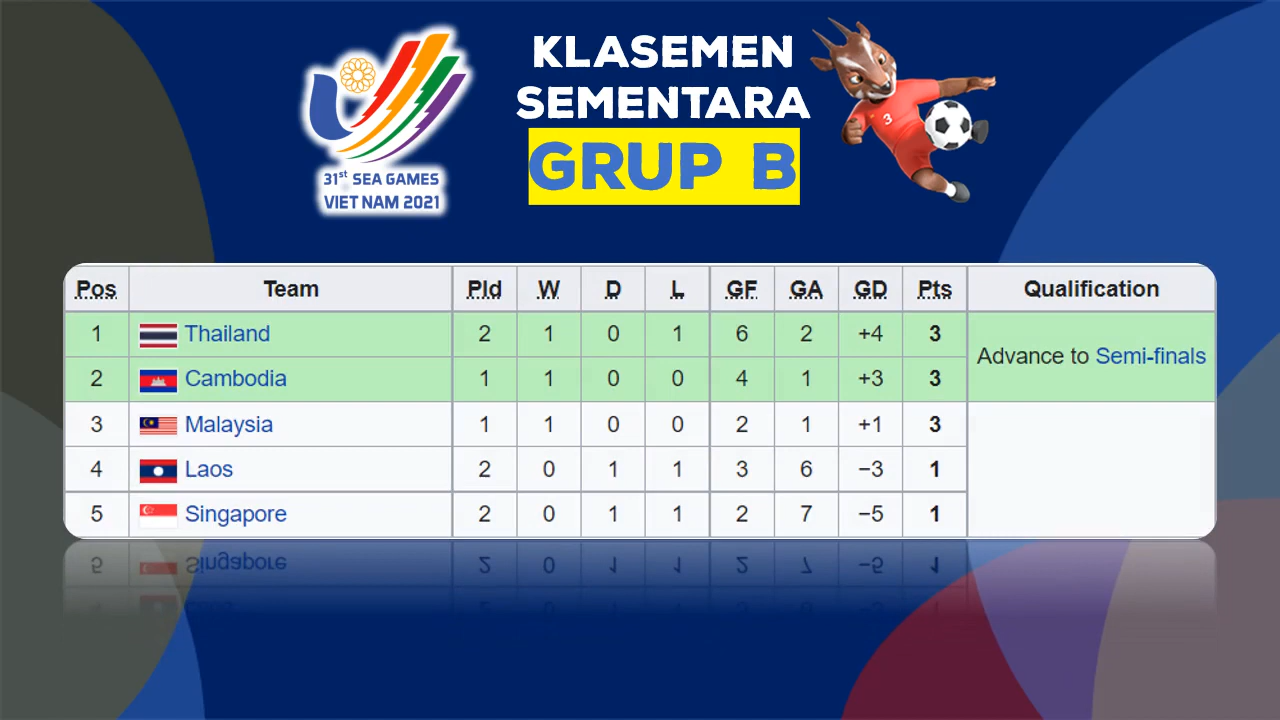 31st SEA GAMES
VIET NAM 2021
KLASEMEN
SEMENTARA
GRUP B
3
Pos Team Pld W D L GF GA GD Pts Qualification
1 Thailand 2 1 0 1 6 2 +4 3
Advance to Semi-finals
2 Cambodia 1 1 0 0 4 1 +3 3
3 Malaysia 1 1 0 0 2 1 +1 3
4 Laos 2 0 1 1 3 6 −3 1
5 Singapore 2 0 1 1 2 7 −5 1